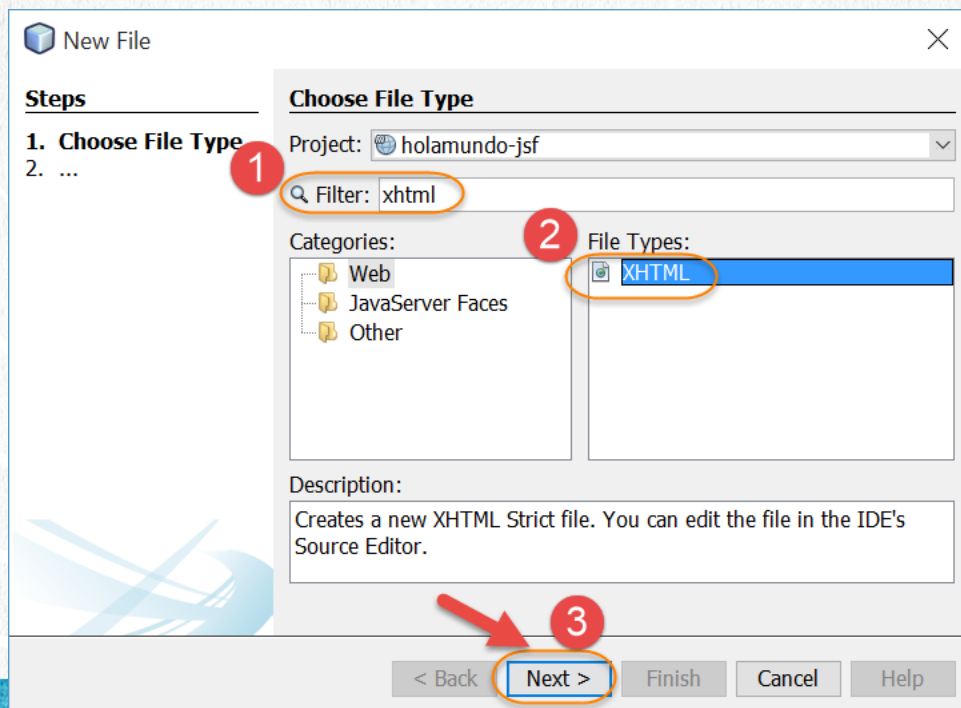 New File
Steps
1. Choose File Type
2. ...
Choose File Type
Project: holamundo-jsf
1
Filter: xhtml
Categories:
Web
JavaServer Faces
Other
2
File Types:
XHTML
Description:
Creates a new XHTML Strict file. You can edit the file in the IDE's
Source Editor.
3
< Back Next > Finish Cancel Help